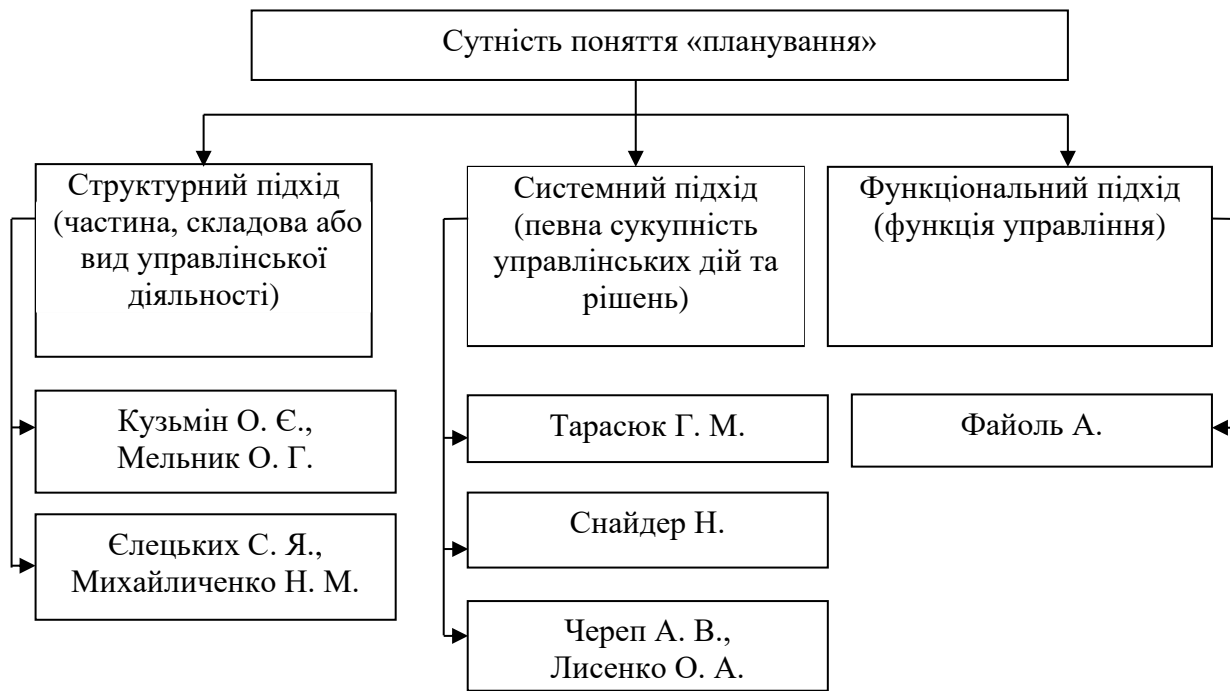 Сутність поняття «планування»
Структурний підхід
(частина, складова або
вид управлінської
діяльності)
Системний підхід
(певна сукупність
управлінських дій та
рішень)
Функціональний підхід
(функція управління)
Кузьмін О. Є.,
Мельник О. Г.
Єлецьких С. Я.,
Михайличенко Н. М.
Тарасюк Г. М.
Снайдер Н.
Череп А. В.,
Лисенко О. А.
Файоль А.